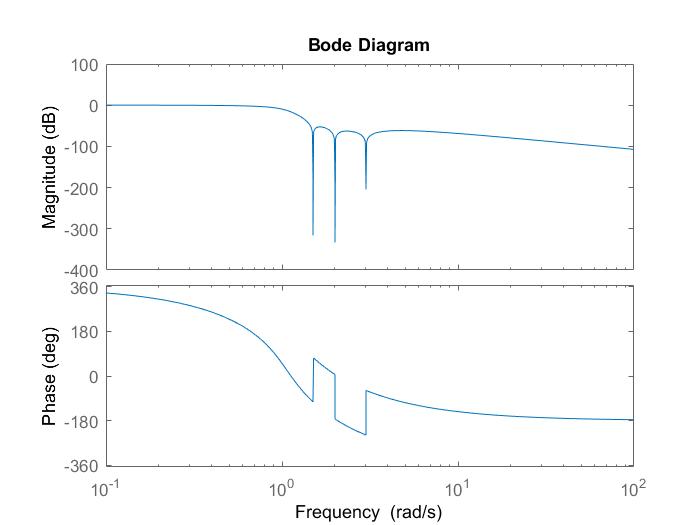 Bode Diagram
Magnitude (dB)
100
0
-100
-200
-300
-400
Phase (deg)
360
180
0
-180
-360
10^-1 10^0 10^1 10^2
Frequency (rad/s)